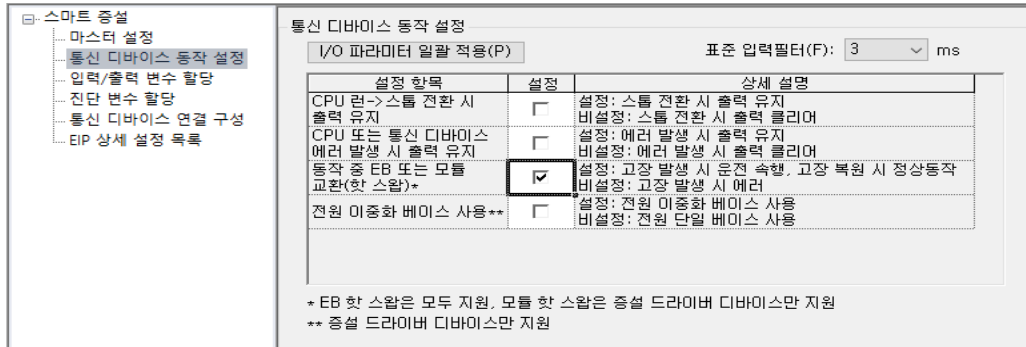 스마트 증설
마스터 설정
통신 디바이스 동작 설정
입력/출력 변수 할당
진단 변수 할당
통신 디바이스 연결 구성
EIP 상세 설정 목록
통신 디바이스 동작 설정
I/O 파라미터 일괄 적용(P)
표준 입력필터(F): 3 ms
설정 항목 설정 상세 설명
CPU 런->스톱 전환 시
출력 유지
설정: 스톱 전환 시 출력 유지
비설정: 스톱 전환 시 출력 클리어
CPU 또는 통신 디바이스
에러 발생 시 출력 유지
설정: 에러 발생 시 출력 유지
비설정: 에러 발생 시 출력 클리어
동작 중 EB 또는 모듈
교환(핫 스왑)*
설정: 고장 발생 시 운전 속행, 고장 복원 시 정상동작
비설정: 고장 발생 시 에러
전원 이중화 베이스 사용**
설정: 전원 이중화 베이스 사용
비설정: 전원 단일 베이스 사용
* EB 핫 스왑은 모두 지원, 모듈 핫 스왑은 증설 드라이버 디바이스만 지원
** 증설 드라이버 디바이스만 지원